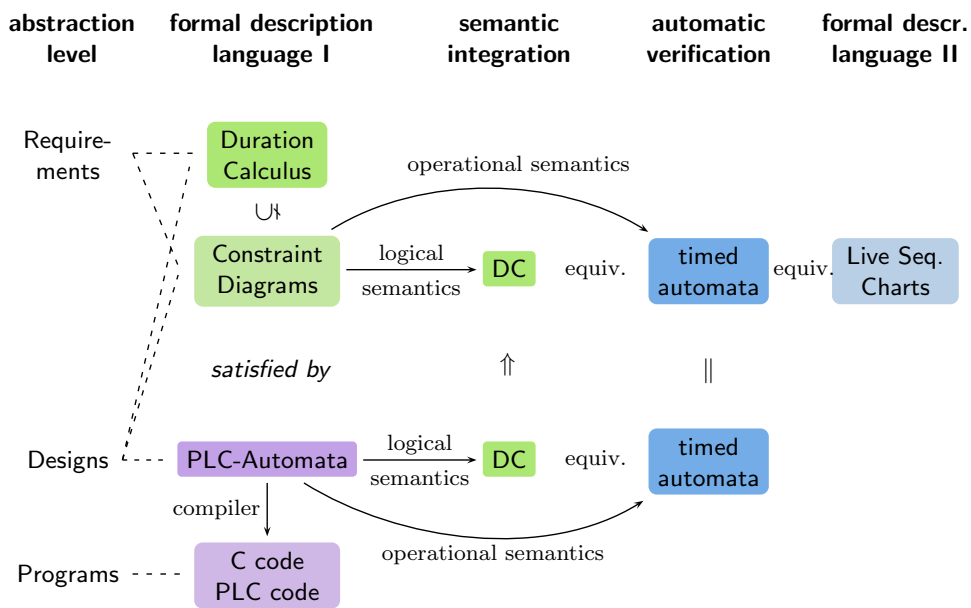 abstraction level
formal description language I
semantic integration
automatic verification
formal descr. language II
Require-
ments
Duration
Calculus
operational semantics
∪⊀
Constraint
Diagrams
logical
semantics
DC
equiv.
timed
automata
equiv.
Live Seq.
Charts
satisfied by
⇑
||
Designs
PLC-Automata
logical
semantics
DC
equiv.
timed
automata
compiler
operational semantics
Programs
C code
PLC code